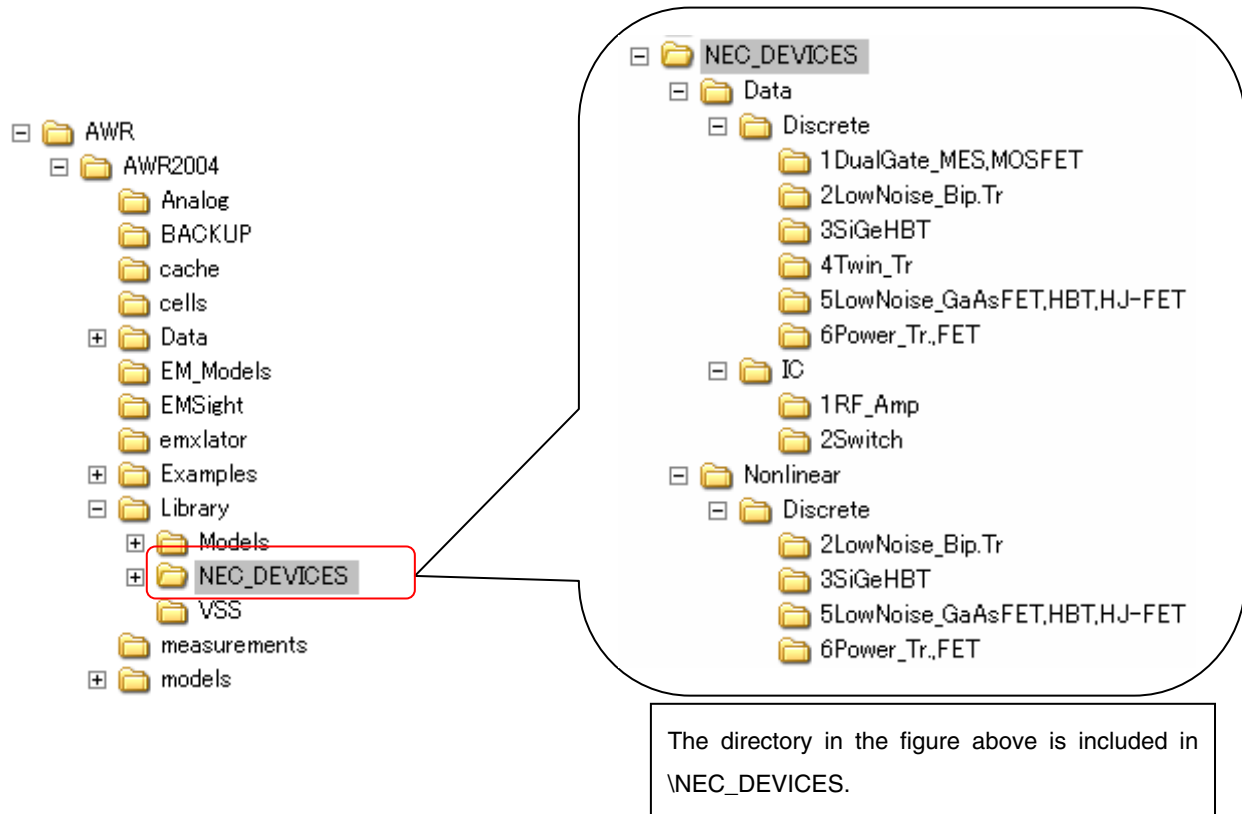 AWR
AWR2004
Analog
BACKUP
cache
cells
Data
EM_Models
EMSight
emxlator
Examples
Library
Models
NEC_DEVICES
VSS
measurements
models
NEC_DEVICES
Data
Discrete
1DualGate_MES,MOSFET
2LowNoise_Bip.Tr
3SiGeHBT
4Twin_Tr
5LowNoise_GaAsFET,HBT,HJ-FET
6Power_Tr.,FET
IC
1RF_Amp
2Switch
Nonlinear
Discrete
2LowNoise_Bip.Tr
3SiGeHBT
5LowNoise_GaAsFET,HBT,HJ-FET
6Power_Tr.,FET
The directory in the figure above is included in
\NEC_DEVICES.